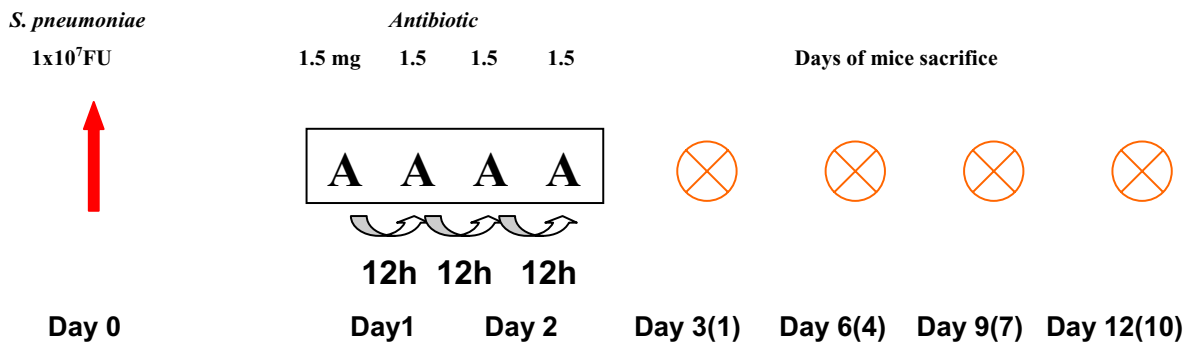 S. pneumoniae Antibiotic
1x10⁷FU 1.5 mg 1.5 1.5 1.5 Days of mice sacrifice
A A A A
12h 12h 12h
Day 0 Day1 Day 2 Day 3(1) Day 6(4) Day 9(7) Day 12(10)